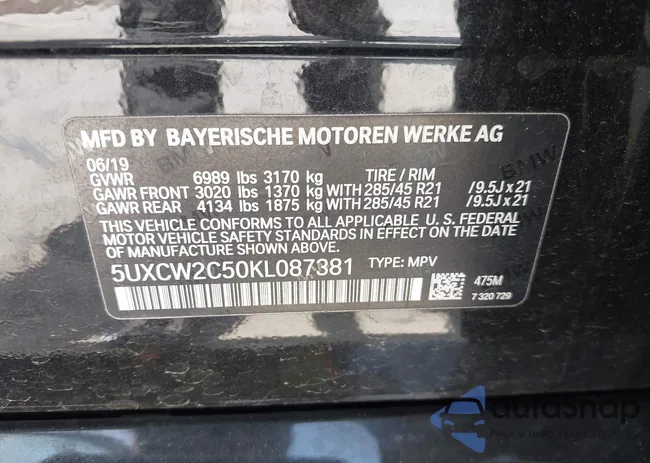 MFD BY BAYERISCHE MOTOREN WERKE AG
06/19
GVWR 6989 lbs 3170 kg TIRE / RIM
GAWR FRONT 3020 lbs 1370 kg WITH 285/45 R21 /9.5J x 21
GAWR REAR 4134 lbs 1875 kg WITH 285/45 R21 /9.5J x 21
THIS VEHICLE CONFORMS TO ALL APPLICABLE U.S. FEDERAL
MOTOR VEHICLE SAFETY STANDARDS IN EFFECT ON THE DATE
OF MANUFACTURE SHOWN ABOVE.
5UXCW2C50KL087381 TYPE: MPV
475M
7 320 729
autoSnap